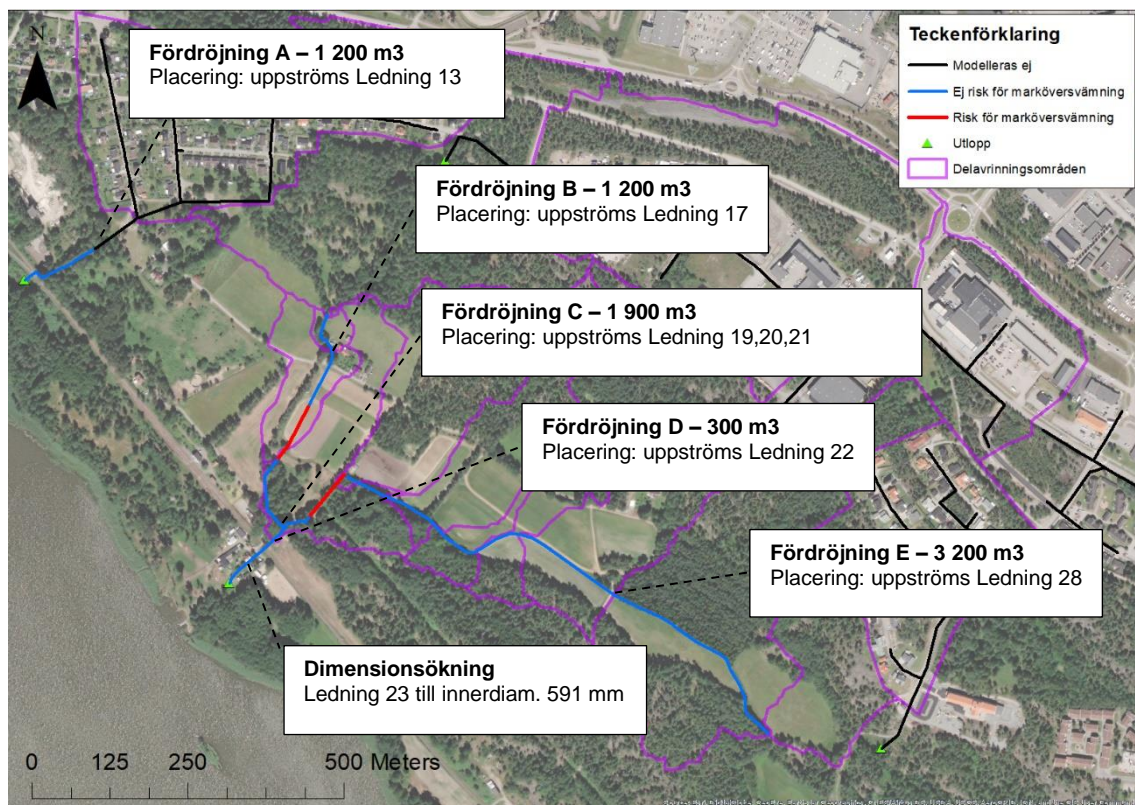 N
Fördröjning A – 1 200 m3
Placering: uppströms Ledning 13
Teckenförklaring
Modelleras ej
Ej risk för marköversvämning
Risk för marköversvämning
Utlopp
Delavrinningsområden
Fördröjning B – 1 200 m3
Placering: uppströms Ledning 17
Fördröjning C – 1 900 m3
Placering: uppströms Ledning 19,20,21
Fördröjning D – 300 m3
Placering: uppströms Ledning 22
Fördröjning E – 3 200 m3
Placering: uppströms Ledning 28
Dimensionsökning
Ledning 23 till innerdiam. 591 mm
0 125 250 500 Meters